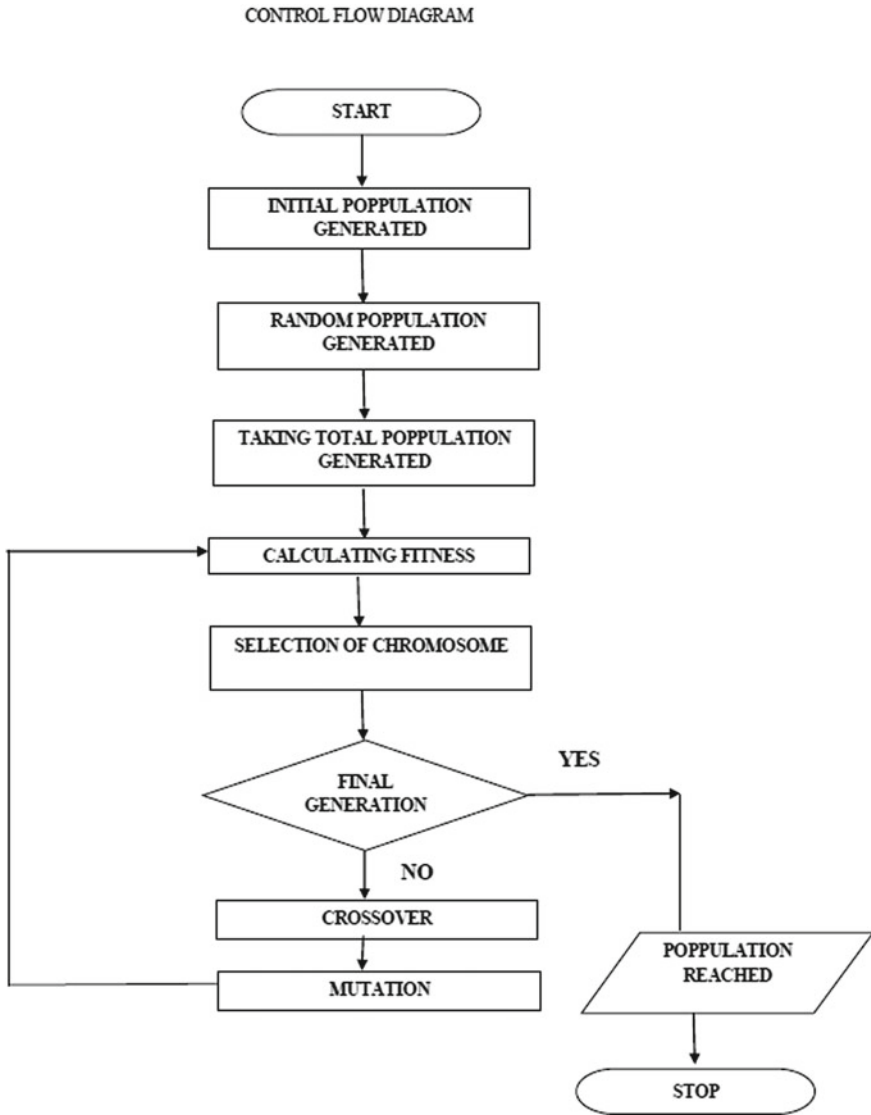 CONTROL FLOW DIAGRAM
START
INITIAL POPPULATION
GENERATED
RANDOM POPPULATION
GENERATED
TAKING TOTAL POPPULATION
GENERATED
CALCULATING FITNESS
SELECTION OF CHROMOSOME
YES
FINAL
GENERATION
NO
CROSSOVER
MUTATION
POPPULATION
REACHED
STOP